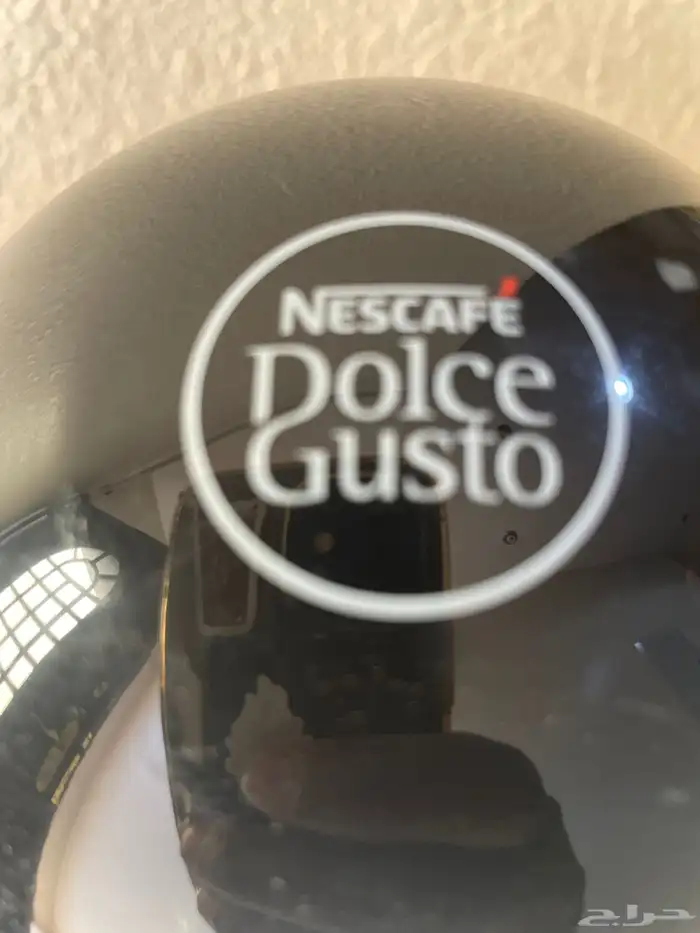 NESCAFÉ
Dolce
Gusto
حراج